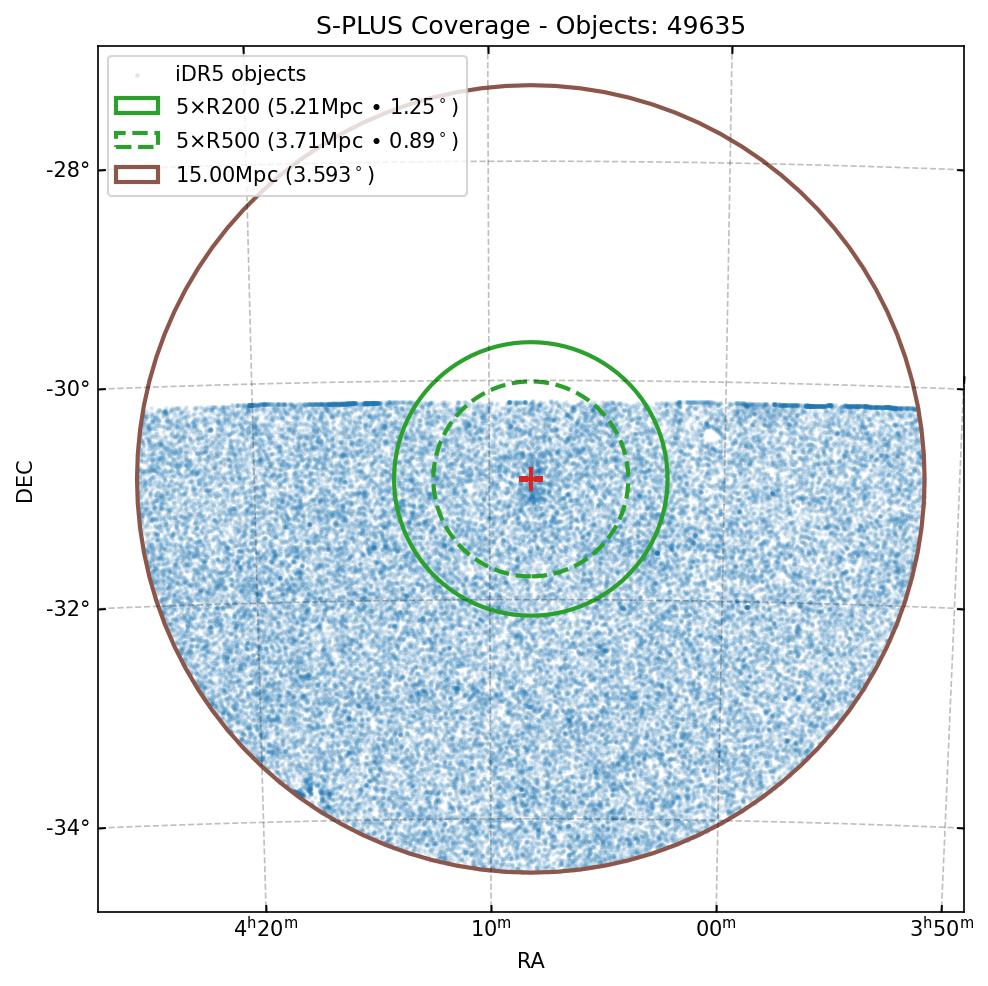 S-PLUS Coverage - Objects: 49635
iDR5 objects
5×R200 (5.21Mpc • 1.25°)
5×R500 (3.71Mpc • 0.89°)
15.00Mpc (3.593°)
-28°
-30°
-32°
-34°
DEC
4ʰ20ᵐ 10ᵐ 00ᵐ 3ʰ50ᵐ
RA